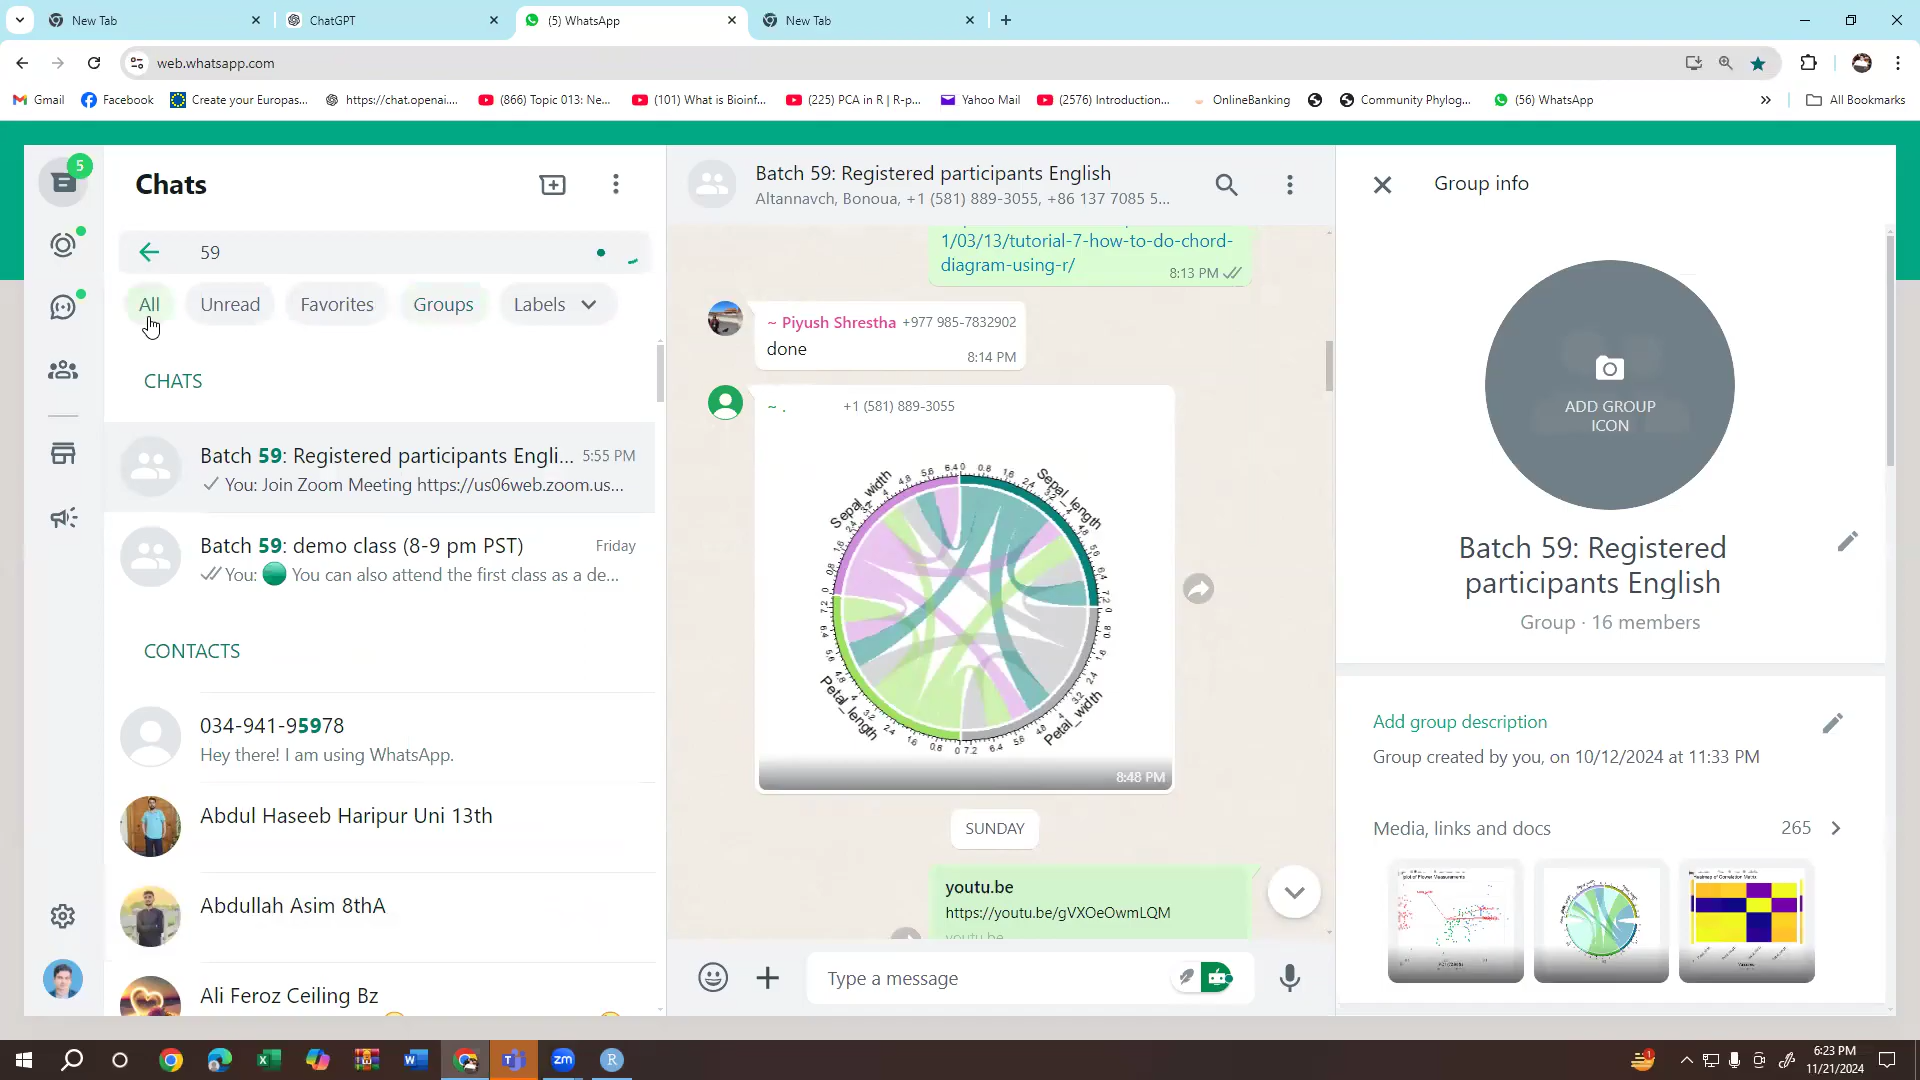 New Tab
ChatGPT
(5) WhatsApp
New Tab
web.whatsapp.com
Gmail
Facebook
Create your Europas...
https://chat.openai....
(866) Topic 013: Ne...
(101) What is Bioinf...
(225) PCA in R | R-p...
Yahoo Mail
(2576) Introduction...
OnlineBanking
Community Phylog...
(56) WhatsApp
All Bookmarks
5
Chats
59
All
Unread
Favorites
Groups
Labels
CHATS
Batch 59: Registered participants Engli...
5:55 PM
You: Join Zoom Meeting https://us06web.zoom.us...
Batch 59: demo class (8-9 pm PST)
Friday
You: You can also attend the first class as a de...
CONTACTS
034-941-95978
Hey there! I am using WhatsApp.
Abdul Haseeb Haripur Uni 13th
Abdullah Asim 8thA
Ali Feroz Ceiling Bz
Batch 59: Registered participants English
Altannavch, Bonoua, +1 (581) 889-3055, +86 137 7085 5...
1/03/13/tutorial-7-how-to-do-chord-
diagram-using-r/
8:13 PM
~ Piyush Shrestha +977 985-7832902
done
8:14 PM
~ .
+1 (581) 889-3055
Sepal_width
Sepal_length
Petal_length
Petal_width
8:48 PM
SUNDAY
youtu.be
https://youtu.be/gVXOeOwmLQM
youtu.be
Type a message
Group info
ADD GROUP
ICON
Batch 59: Registered
participants English
Group · 16 members
Add group description
Group created by you, on 10/12/2024 at 11:33 PM
Media, links and docs
265
6:23 PM
11/21/2024